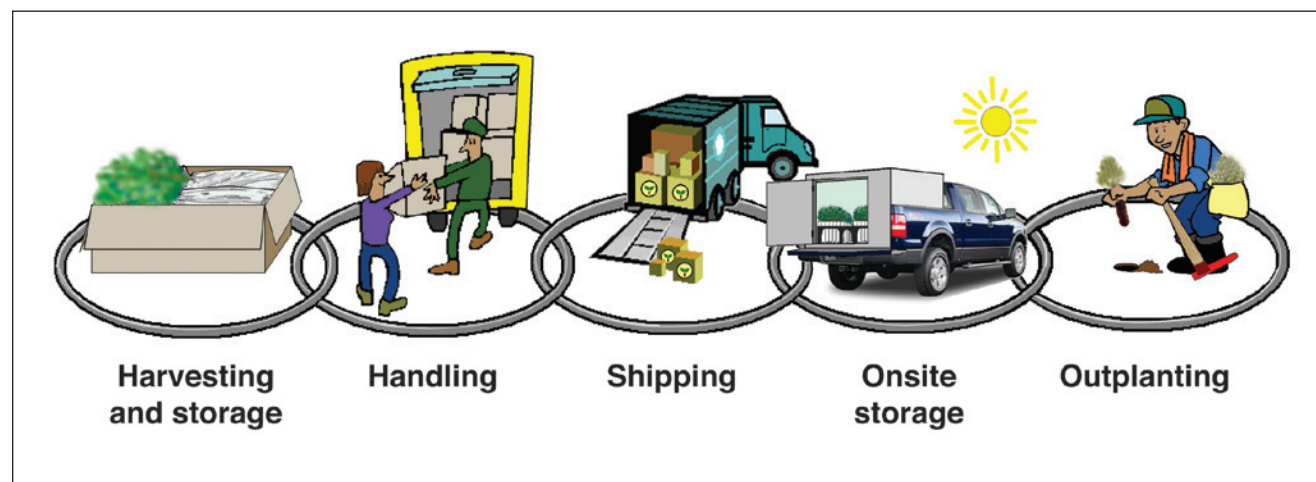 Harvesting
and storage
Handling
Shipping
Onsite
storage
Outplanting